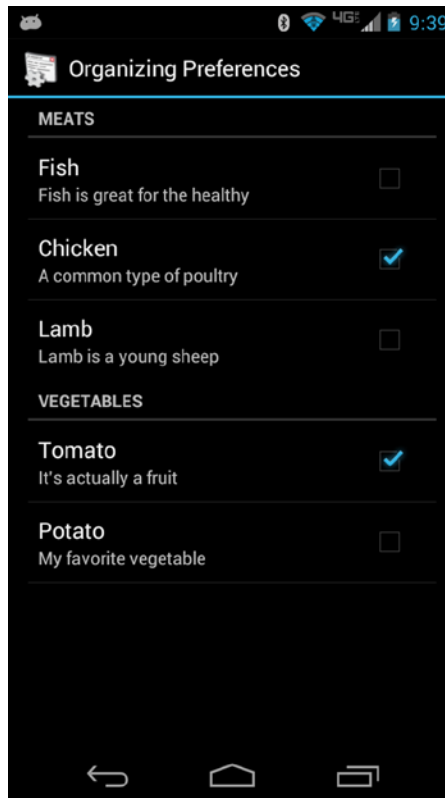 4G 9:39
Organizing Preferences
MEATS
Fish
Fish is great for the healthy
Chicken
A common type of poultry
Lamb
Lamb is a young sheep
VEGETABLES
Tomato
It's actually a fruit
Potato
My favorite vegetable